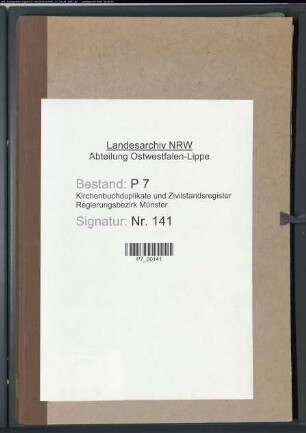 Landesarchiv NRW
Abteilung Ostwestfalen-Lippe
Bestand: P 7
Kirchenbuchduplikate und Zivilstandsregister
Regierungsbezirk Münster
Signatur: Nr. 141
P7_00141